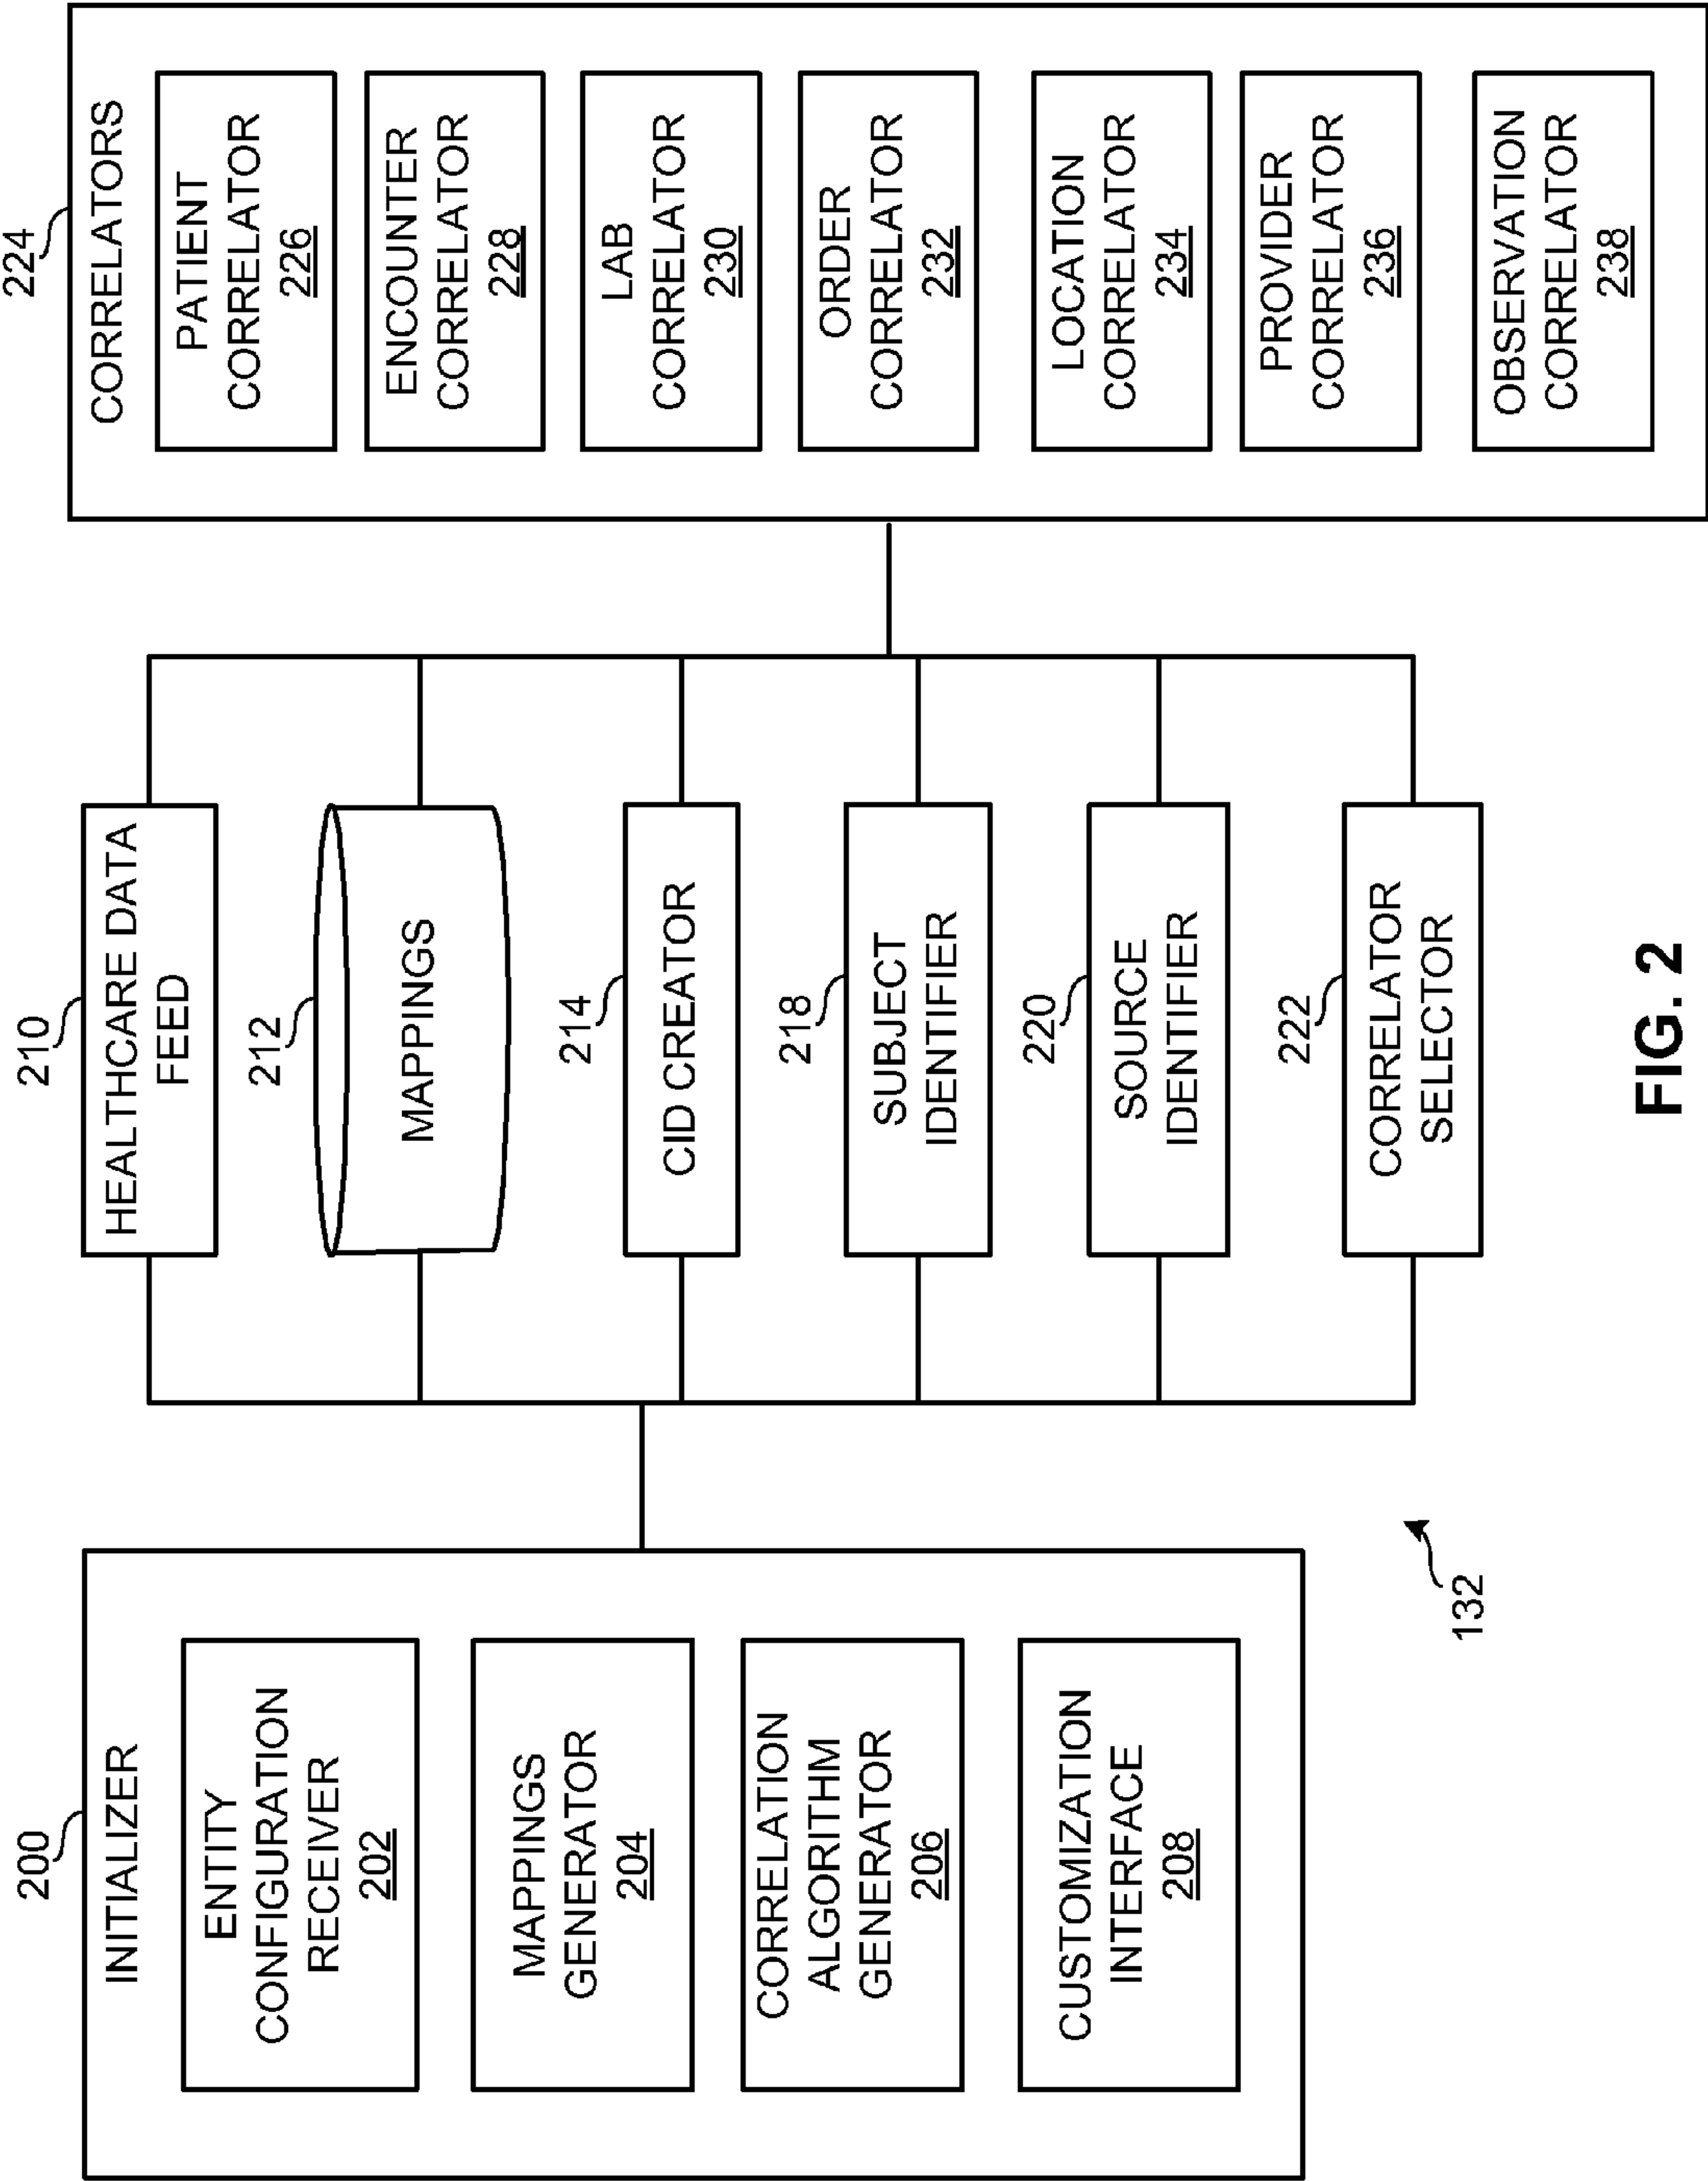 200
INITIALIZER
ENTITY
CONFIGURATION
RECEIVER
202
MAPPINGS
GENERATOR
204
CORRELATION
ALGORITHM
GENERATOR
206
CUSTOMIZATION
INTERFACE
208
132
210
HEALTHCARE DATA
FEED
212
MAPPINGS
214
CID CREATOR
218
SUBJECT
IDENTIFIER
220
SOURCE
IDENTIFIER
222
CORRELATOR
SELECTOR
224
CORRELATORS
PATIENT
CORRELATOR
226
ENCOUNTER
CORRELATOR
228
LAB
CORRELATOR
230
ORDER
CORRELATOR
232
LOCATION
CORRELATOR
234
PROVIDER
CORRELATOR
236
OBSERVATION
CORRELATOR
238
FIG. 2